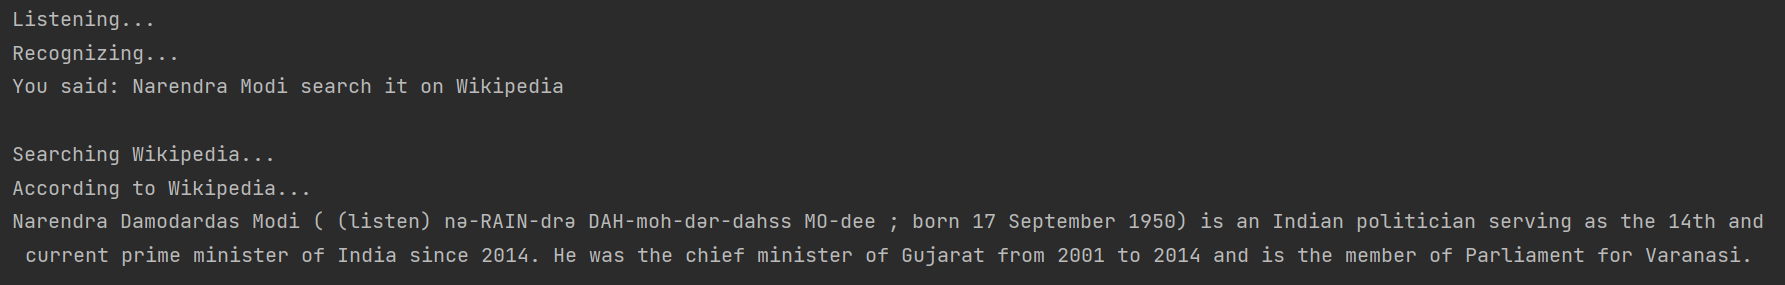 Listening...
Recognizing...
You said: Narendra Modi search it on Wikipedia
Searching Wikipedia...
According to Wikipedia...
Narendra Damodardas Modi ( (listen) nə-RAIN-drə DAH-moh-dər-dahss MO-dee ; born 17 September 1950) is an Indian politician serving as the 14th and
current prime minister of India since 2014. He was the chief minister of Gujarat from 2001 to 2014 and is the member of Parliament for Varanasi.